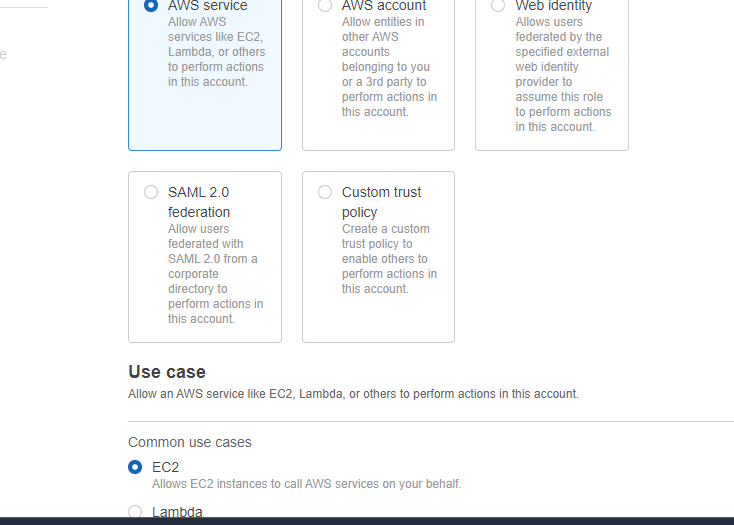 AWS service
Allow AWS
services like EC2,
Lambda, or others
to perform actions
in this account.
AWS account
Allow entities in
other AWS
accounts
belonging to you
or a 3rd party to
perform actions in
this account.
Web identity
Allows users
federated by the
specified external
web identity
provider to
assume this role
to perform actions
in this account.
e
SAML 2.0
federation
Allow users
federated with
SAML 2.0 from a
corporate
directory to
perform actions in
this account.
Custom trust
policy
Create a custom
trust policy to
enable others to
perform actions in
this account.
Use case
Allow an AWS service like EC2, Lambda, or others to perform actions in this account.
Common use cases
EC2
Allows EC2 instances to call AWS services on your behalf.
Lambda